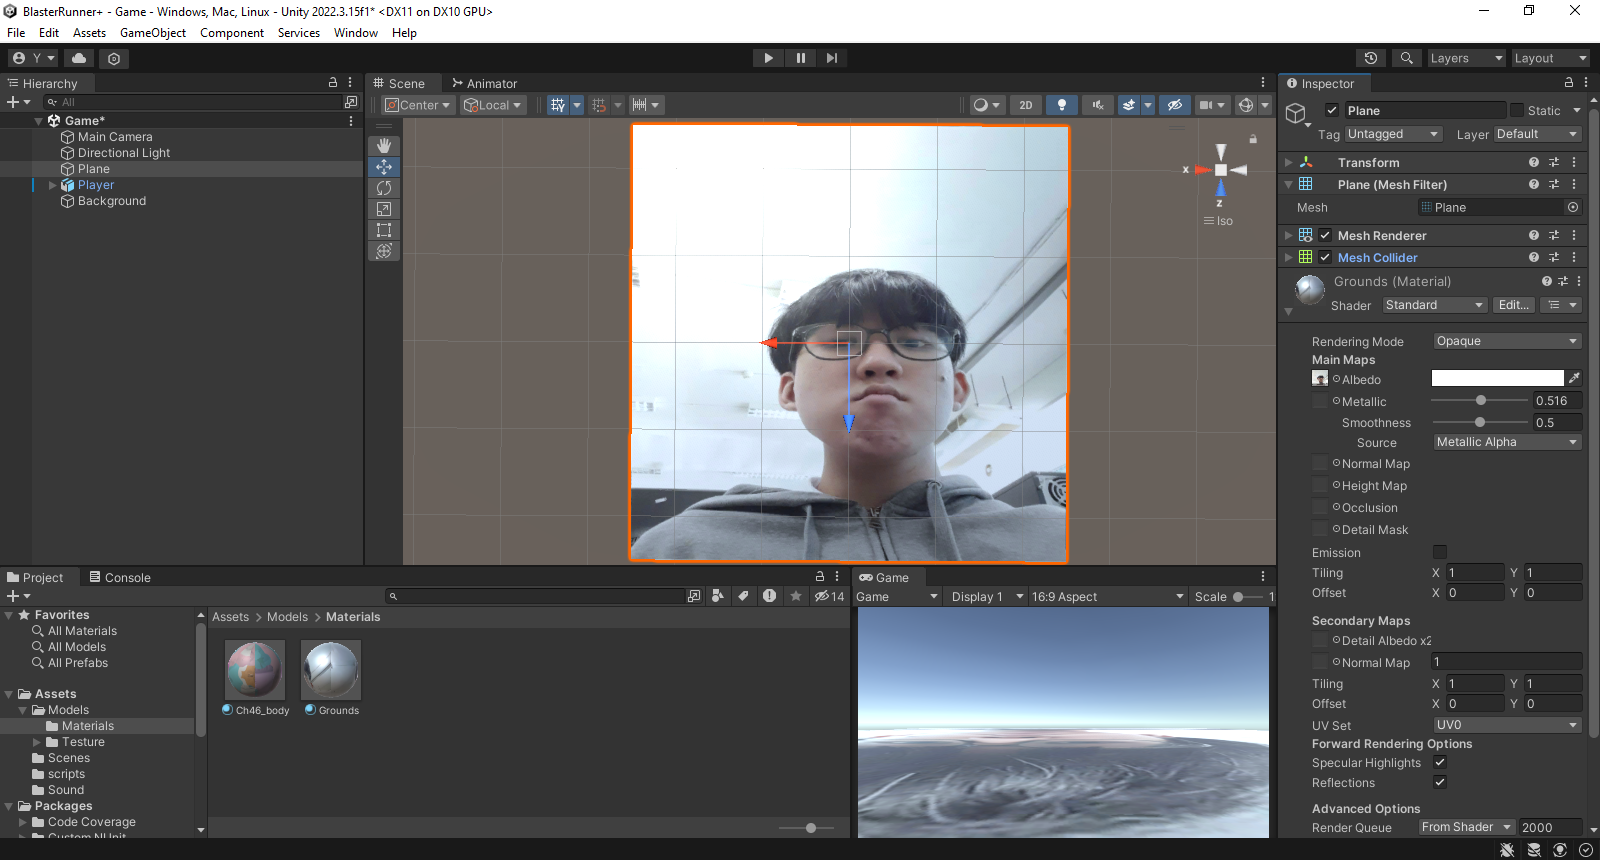 BlasterRunner+ - Game - Windows, Mac, Linux - Unity 2022.3.15f1* <DX11 on DX10 GPU>
File Edit Assets GameObject Component Services Window Help
Y Layers Layout
Hierarchy
All
Game*
Main Camera
Directional Light
Plane
Player
Background
Scene Animator
Center Local 2D
x
z
Iso
Inspector
Plane Static
Tag Untagged Layer Default
Transform
Plane (Mesh Filter)
Mesh Plane
Mesh Renderer
Mesh Collider
Grounds (Material)
Shader Standard Edit...
Rendering Mode Opaque
Main Maps
Albedo
Metallic 0.516
Smoothness 0.5
Source Metallic Alpha
Normal Map
Height Map
Occlusion
Detail Mask
Emission
Tiling X 1 Y 1
Offset X 0 Y 0
Secondary Maps
Detail Albedo x2
Normal Map 1
Tiling X 1 Y 1
Offset X 0 Y 0
UV Set UV0
Forward Rendering Options
Specular Highlights
Reflections
Advanced Options
Render Queue From Shader 2000
Project Console
14
Favorites
All Materials
All Models
All Prefabs
Assets
Models
Materials
Testure
Scenes
scripts
Sound
Packages
Code Coverage
Custom NUnit
Assets > Models > Materials
Ch46_body Grounds
Game
Game Display 1 16:9 Aspect Scale 1